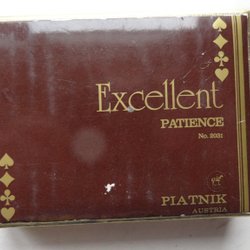 Excellent
PATIENCE
No. 2031
PIATNIK
AUSTRIA